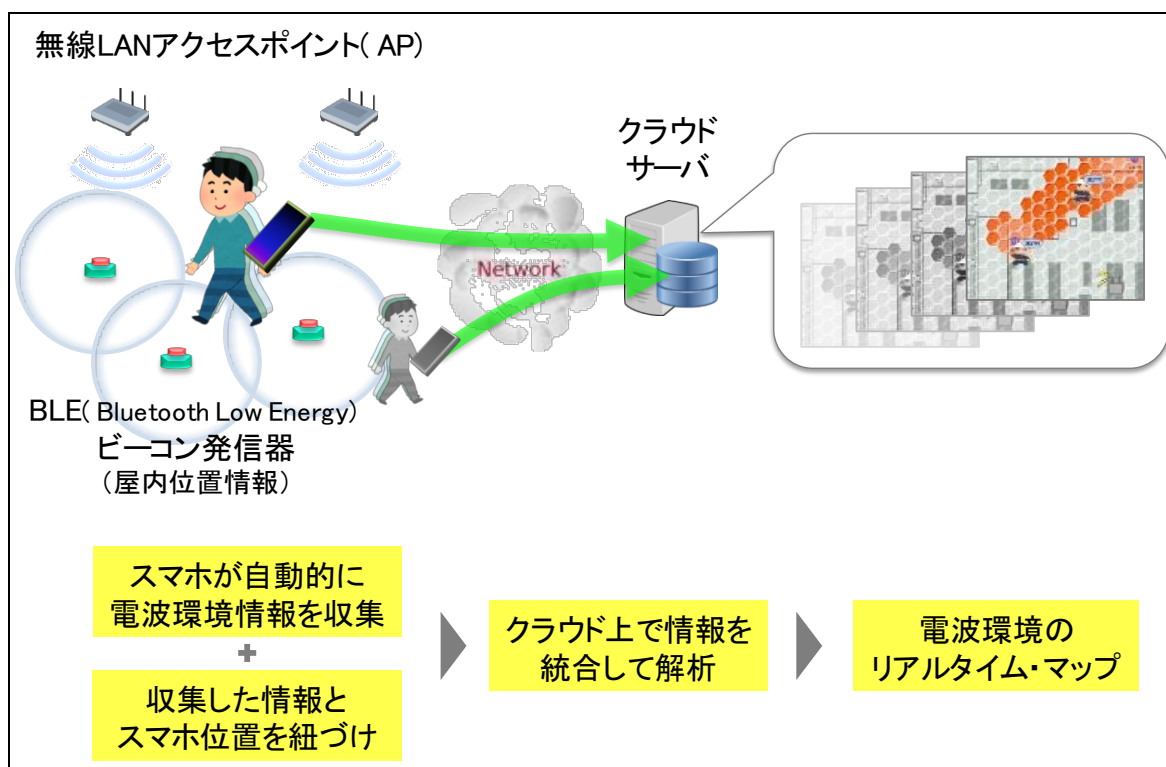 無線LANアクセスポイント( AP)
クラウド
サーバ
Network
BLE( Bluetooth Low Energy)
ビーコン発信器
（屋内位置情報）
スマホが自動的に
電波環境情報を収集
+
収集した情報と
スマホ位置を紐づけ
クラウド上で情報を
統合して解析
電波環境の
リアルタイム・マップ